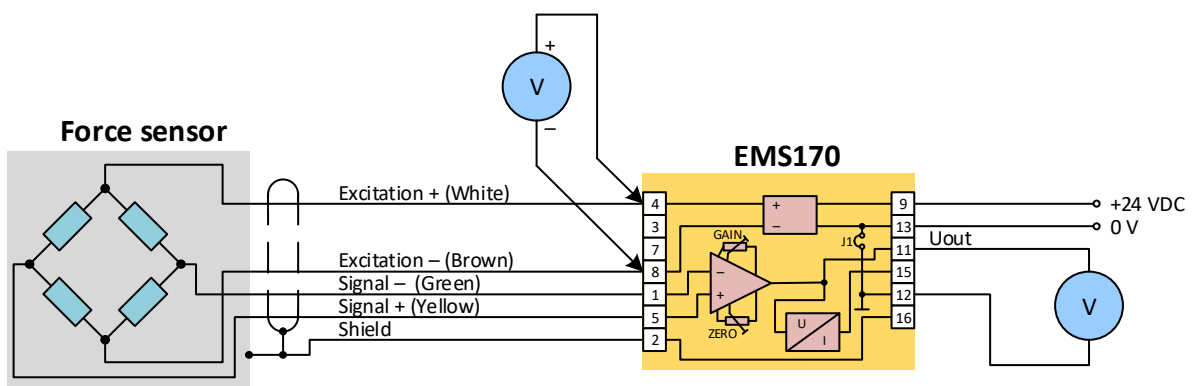 +
V
–
Force sensor
EMS170
Excitation + (White)
4
+
9
+24 VDC
3
–
13
0 V
GAIN
J1
7
11
Uout
Excitation – (Brown)
8
15
Signal – (Green)
1
–
12
V
Signal + (Yellow)
5
+
16
ZERO
U
I
Shield
2